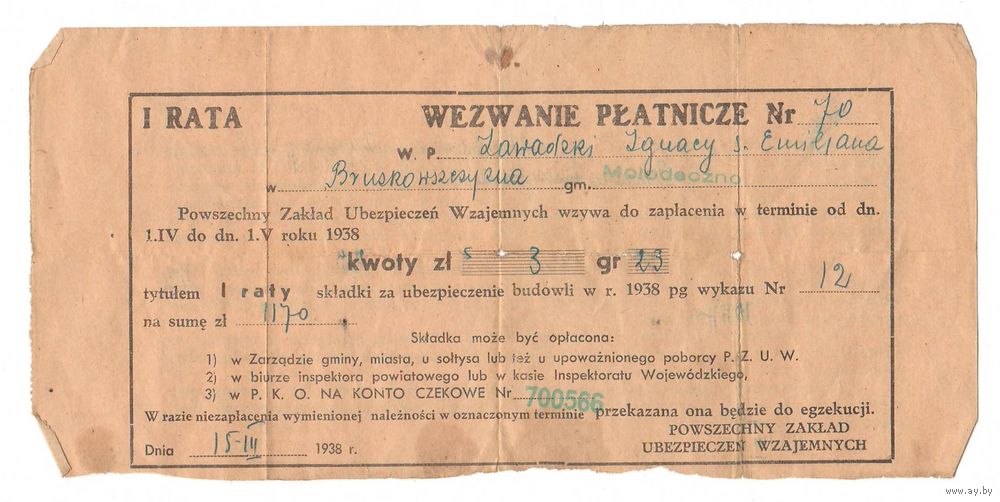 I RATA WEZWANIE PŁATNICZE Nr 70
W. P. Zawadzki Ignacy s. Emiljana
w Bruskowszczyzna gm. Mołodeczno
Powszechny Zakład Ubezpieczeń Wzajemnych wzywa do zapłacenia w terminie od dn.
1.IV do dn. 1.V roku 1938
kwoty zł 3 gr 23
tytułem I raty składki za ubezpieczenie budowli w r. 1938 pg wykazu Nr 12
na sumę zł 1170
Składka może być opłacona:
1) w Zarządzie gminy, miasta, u sołtysa lub też u upoważnionego poborcy P. Z. U. W.
2) w biurze inspektora powiatowego lub w kasie Inspektoratu Wojewódzkiego,
3) w P. K. O. NA KONTO CZEKOWE Nr 700566
W razie niezapłacenia wymienionej należności w oznaczonym terminie przekazana ona będzie do egzekucji.
POWSZECHNY ZAKŁAD
Dnia 15-III 1938 r. UBEZPIECZEŃ WZAJEMNYCH
www.ay.by